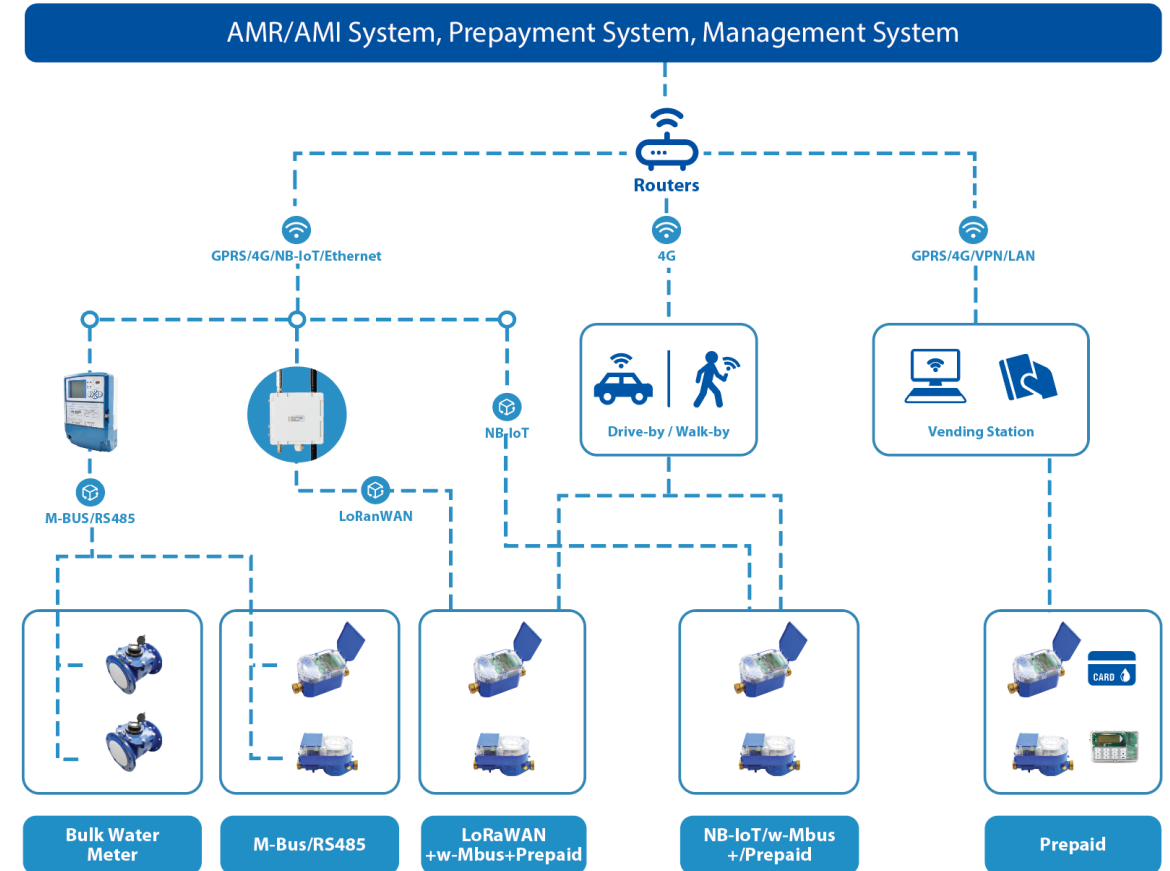 AMR/AMI System, Prepayment System, Management System
Routers
GPRS/4G/NB-IoT/Ethernet
4G
GPRS/4G/VPN/LAN
NB-IoT
Drive-by / Walk-by
Vending Station
M-BUS/RS485
LoRanWAN
CARD
Bulk Water
Meter
M-Bus/RS485
LoRaWAN
+w-Mbus+Prepaid
NB-IoT/w-Mbus
+/Prepaid
Prepaid